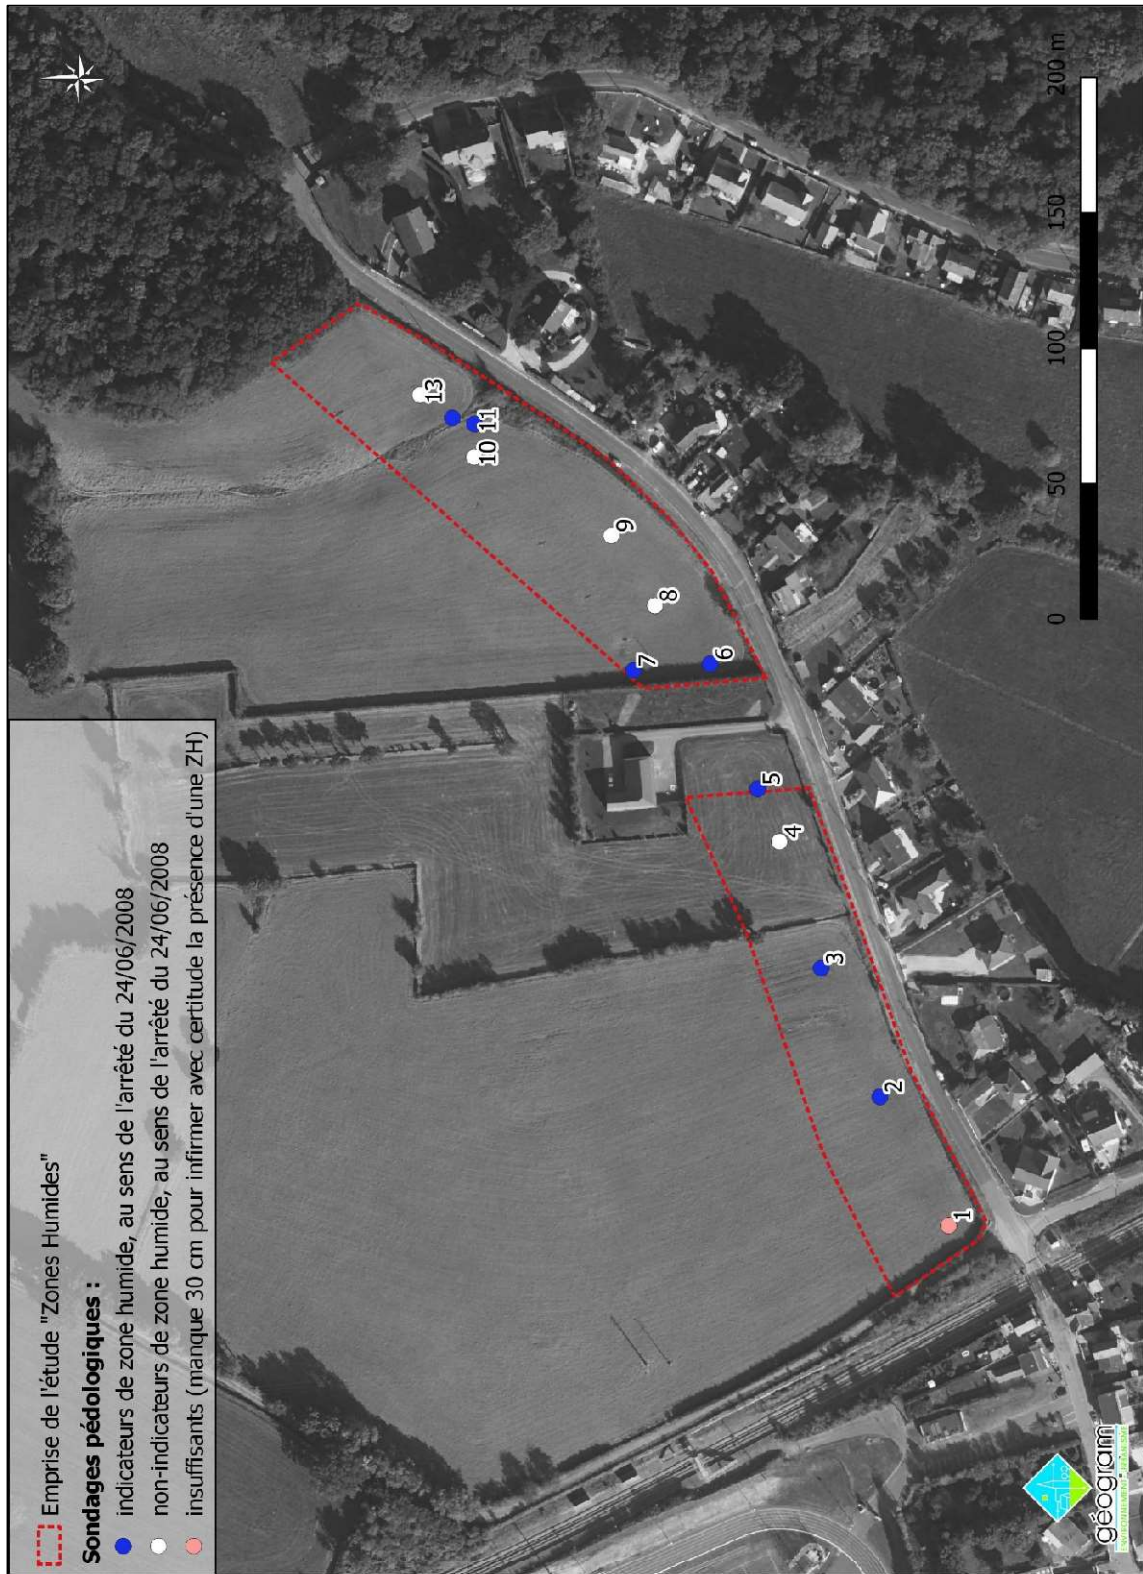 Emprise de l'étude "Zones Humides"
Sondages pédologiques :
indicateurs de zone humide, au sens de l'arrêté du 24/06/2008
non-indicateurs de zone humide, au sens de l'arrêté du 24/06/2008
insuffisants (manque 30 cm pour infirmer avec certitude la présence d'une ZH)
1
2
3
4
5
6
7
8
9
10
11
13
0
50
100
150
200 m
géogram